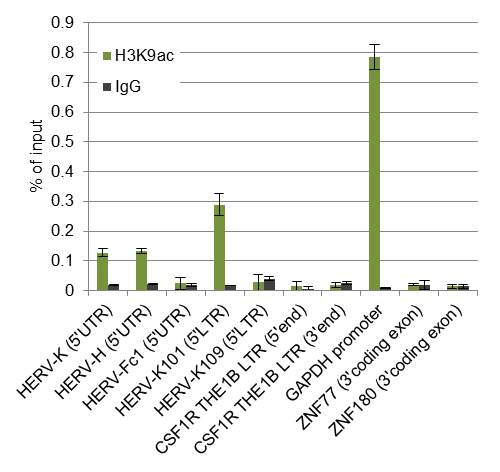 0.9
0.8
0.7
0.6
0.5
0.4
0.3
0.2
0.1
0
% of input
H3K9ac
IgG
HERV-K (5'UTR)
HERV-H (5'UTR)
HERV-Fc1 (5'UTR)
HERV-K101 (5'LTR)
HERV-K109 (5'LTR)
CSF1R THE1B LTR (5'end)
CSF1R THE1B LTR (3'end)
GAPDH promoter
ZNF77 (3'coding exon)
ZNF180 (3'coding exon)